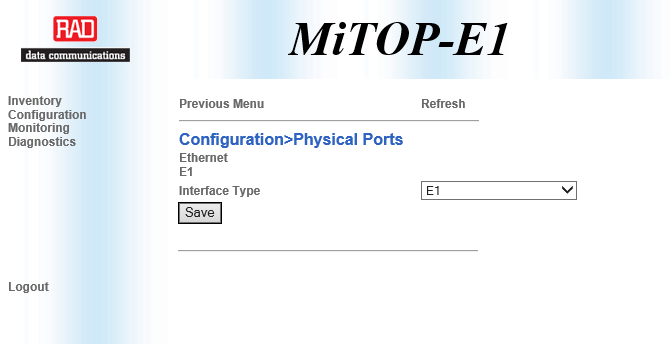 RAD
data communications
MiTOP-E1
Inventory
Configuration
Monitoring
Diagnostics
Logout
Previous Menu Refresh
Configuration>Physical Ports
Ethernet
E1
Interface Type E1
Save